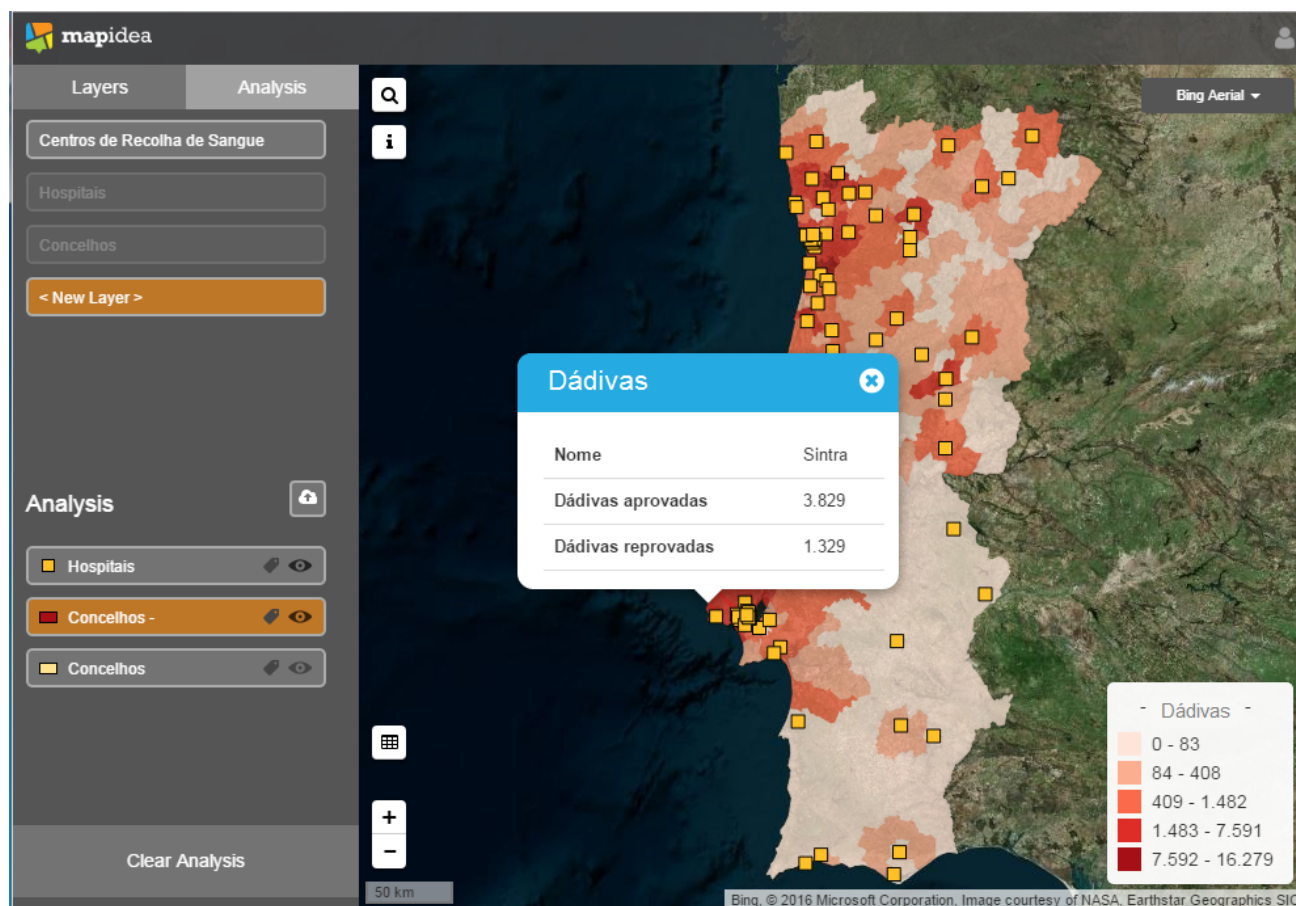 mapidea
Layers Analysis
Bing Aerial
Centros de Recolha de Sangue
Hospitais
Concelhos
< New Layer >
Dádivas
Nome Sintra
Dádivas aprovadas 3.829
Dádivas reprovadas 1.329
Analysis
Hospitais
Concelhos -
Concelhos
Clear Analysis
+
-
50 km
- Dádivas -
0 - 83
84 - 408
409 - 1.482
1.483 - 7.591
7.592 - 16.279
Bing, © 2016 Microsoft Corporation, Image courtesy of NASA, Earthstar Geographics SIO